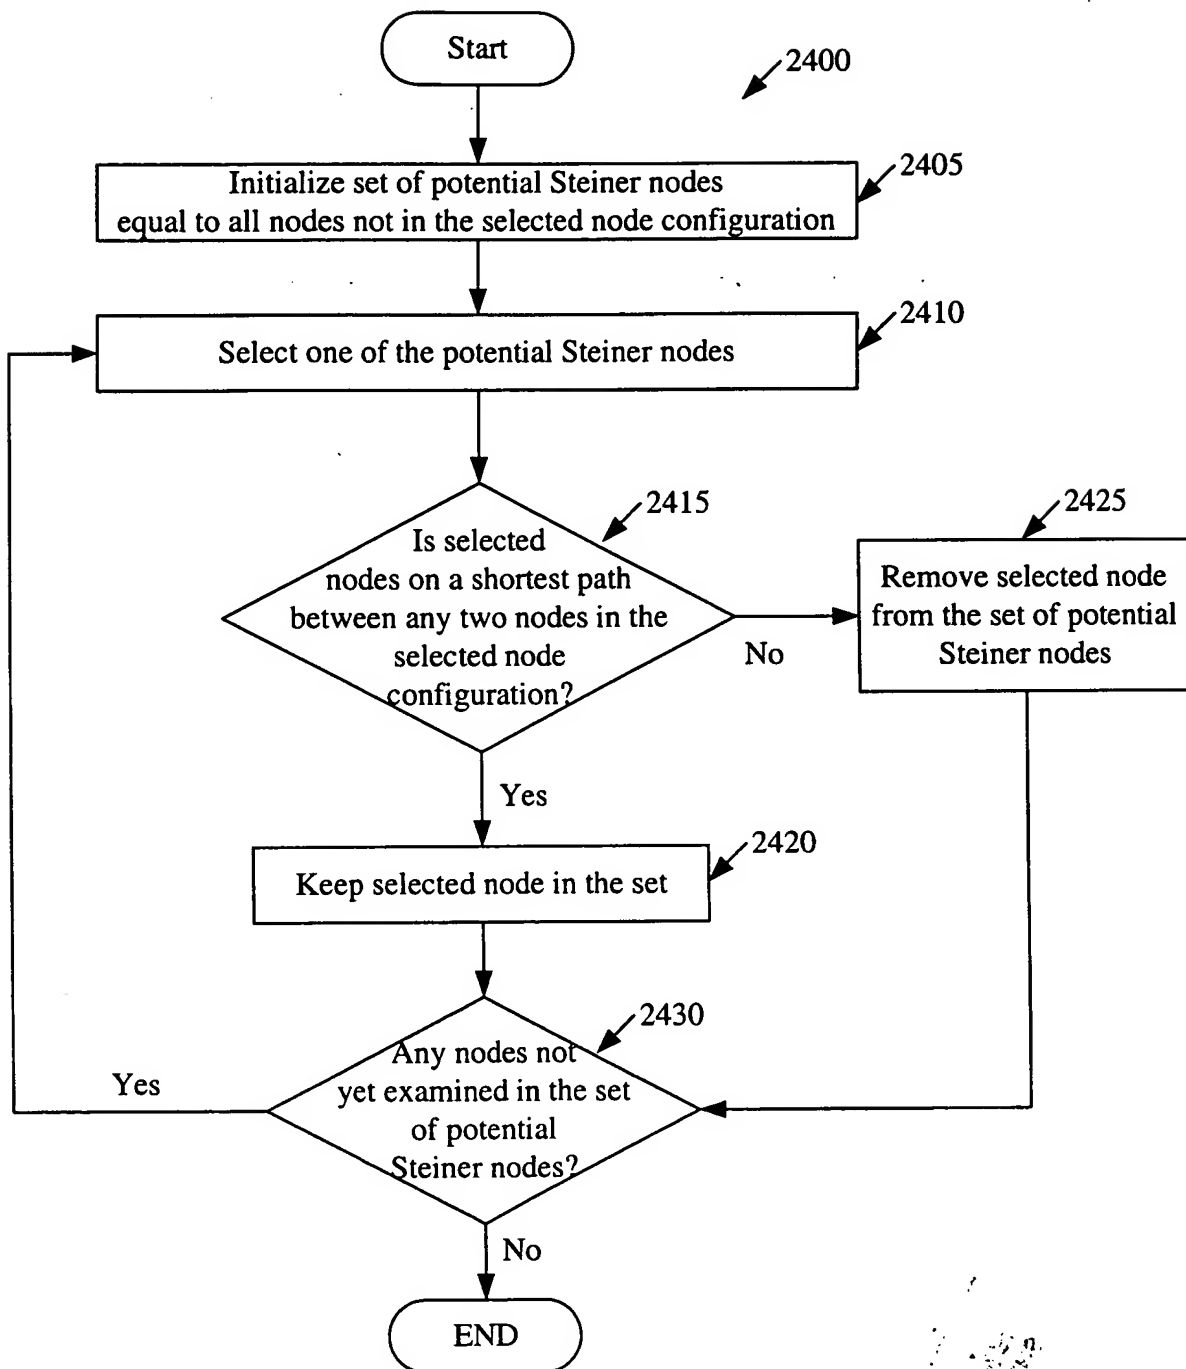 Start
2400
2405
Initialize set of potential Steiner nodes
equal to all nodes not in the selected node configuration
2410
Select one of the potential Steiner nodes
2415
Is selected
nodes on a shortest path
between any two nodes in the
selected node
configuration?
No
2425
Remove selected node
from the set of potential
Steiner nodes
Yes
2420
Keep selected node in the set
2430
Any nodes not
yet examined in the set
of potential
Steiner nodes?
Yes
No
END